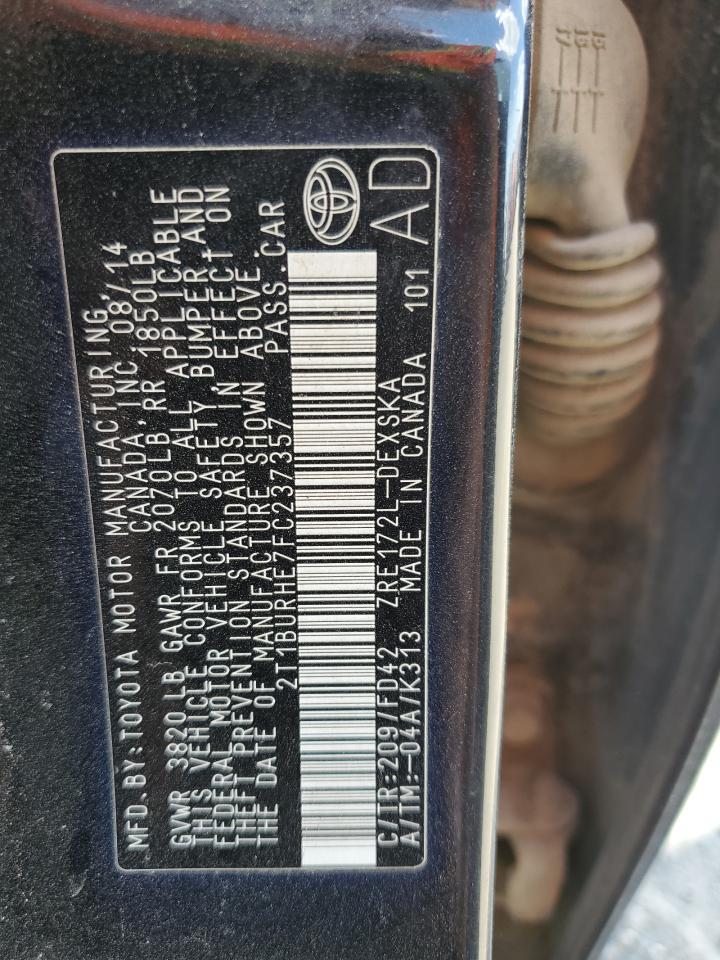 MFD.BY:TOYOTA MOTOR MANUFACTURING,
CANADA, INC. 08/14
GVWR 3820LB GAWR FR 2070LB, RR 1850LB
THIS VEHICLE CONFORMS TO ALL APPLICABLE
FEDERAL MOTOR VEHICLE SAFETY, BUMPER AND
THEFT PREVENTION STANDARDS IN EFFECT ON
THE DATE OF MANUFACTURE SHOWN ABOVE.
2T1BURHE7FC237357 PASS.CAR
C/TR:209/FD42 ZRE172L-DEXSKA
A/TM:-04A/K313 MADE IN CANADA 101
AD